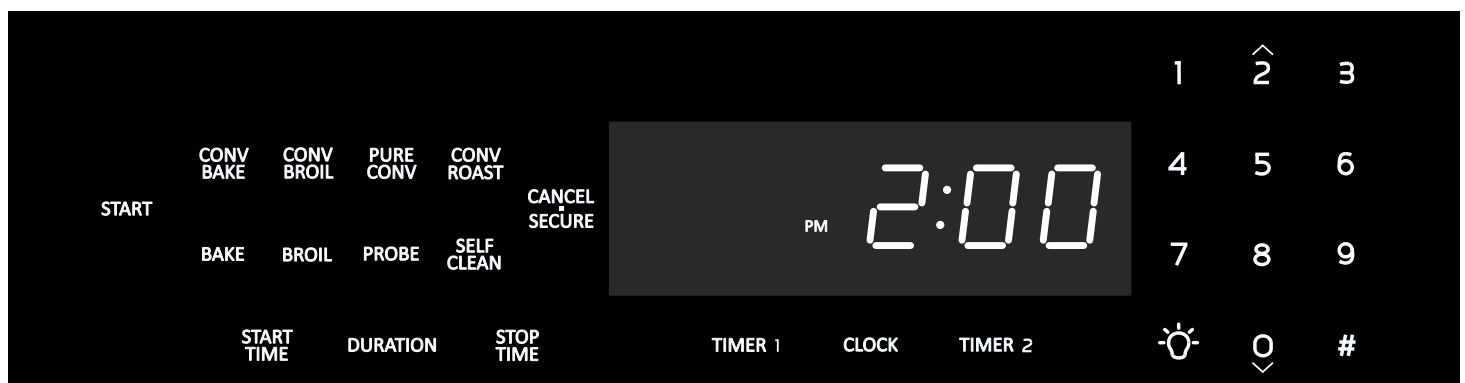 1 2 3
CONV CONV PURE CONV
BAKE BROIL CONV ROAST
4 5 6
START
CANCEL
SECURE
PM 2:00
BAKE BROIL PROBE SELF
CLEAN
7 8 9
START
TIME
DURATION
STOP
TIME
TIMER 1 CLOCK TIMER 2
0 #